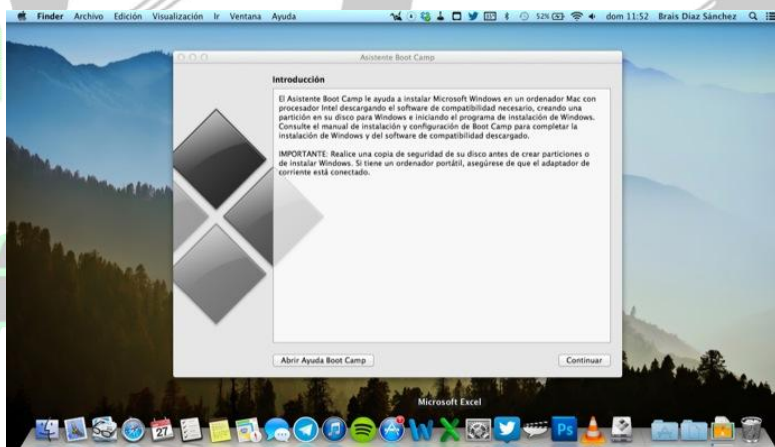 Finder Archivo Edición Visualización Ir Ventana Ayuda 52% dom 11:52 Brais Diaz Sánchez
Asistente Boot Camp
Introducción
El Asistente Boot Camp le ayuda a instalar Microsoft Windows en un ordenador Mac con
procesador Intel descargando el software de compatibilidad necesario, creando una
partición en su disco para Windows e iniciando el programa de instalación de Windows.
Consulte el manual de instalación y configuración de Boot Camp para completar la
instalación de Windows y del software de compatibilidad descargado.
IMPORTANTE: Realice una copia de seguridad de su disco antes de crear particiones o
de instalar Windows. Si tiene un ordenador portátil, asegúrese de que el adaptador de
corriente está conectado.
Abrir Ayuda Boot Camp Continuar
Microsoft Excel
27
Ps